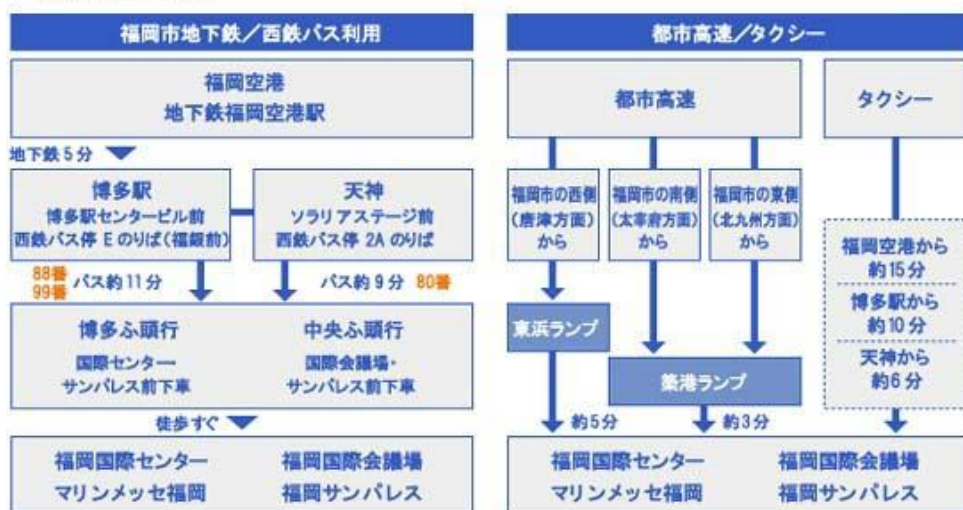 福岡市地下鉄／西鉄バス利用
福岡空港
地下鉄福岡空港駅
地下鉄5分
博多駅
博多駅センタービル前
西鉄バス停 E のりば（福銀前）
天神
ソラリアステージ前
西鉄バス停 2A のりば
88番
99番
バス約11分
バス約9分 80番
博多ふ頭行
国際センター・
サンパレス前下車
中央ふ頭行
国際会議場・
サンパレス前下車
徒歩すぐ
福岡国際センター
マリンメッセ福岡
福岡国際会議場
福岡サンパレス
都市高速／タクシー
都市高速
福岡市の西側
（唐津方面）
から
福岡市の南側
（太宰府方面）
から
福岡市の東側
（北九州方面）
から
東浜ランプ
築港ランプ
約5分
約3分
タクシー
福岡空港から
約15分
博多駅から
約10分
天神から
約6分
福岡国際センター
マリンメッセ福岡
福岡国際会議場
福岡サンパレス